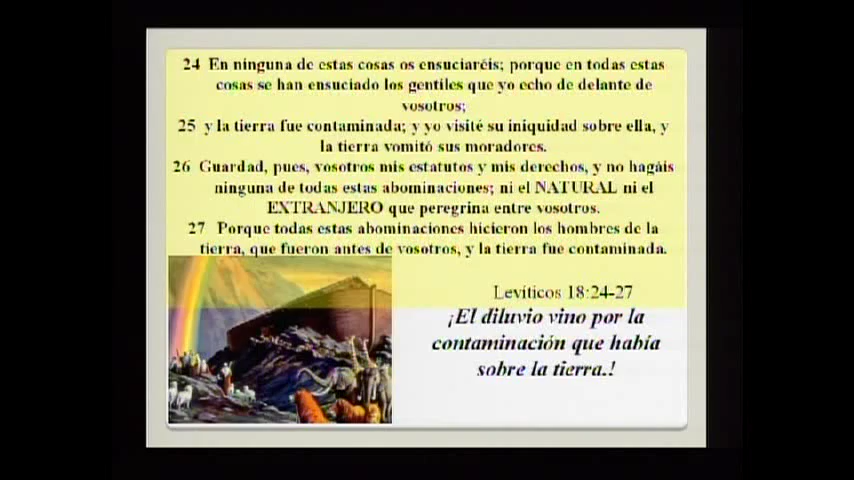 24 En ninguna de estas cosas os ensuciaréis; porque en todas estas
cosas se han ensuciado los gentiles que yo echo de delante de
vosotros;
25 y la tierra fue contaminada; y yo visité su iniquidad sobre ella, y
la tierra vomitó sus moradores.
26 Guardad, pues, vosotros mis estatutos y mis derechos, y no hagáis
ninguna de todas estas abominaciones; ni el NATURAL ni el
EXTRANJERO que peregrina entre vosotros.
27 Porque todas estas abominaciones hicieron los hombres de la
tierra, que fueron antes de vosotros, y la tierra fue contaminada.
Levíticos 18:24-27
¡El diluvio vino por la
contaminación que había
sobre la tierra.!